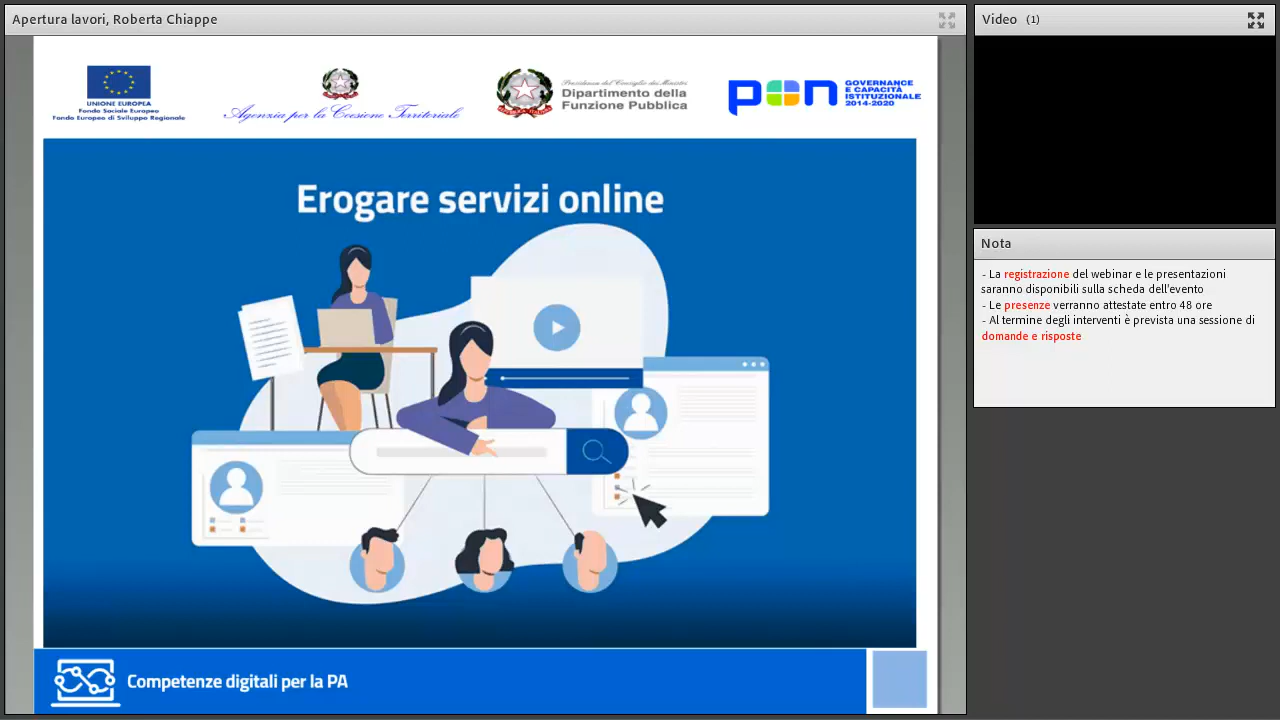 Apertura lavori, Roberta Chiappe
UNIONE EUROPEA
Fondo Sociale Europeo
Fondo Europeo di Sviluppo Regionale
Agenzia per la Coesione Territoriale
Presidenza del Consiglio dei Ministri
Dipartimento della
Funzione Pubblica
pon
GOVERNANCE
E CAPACITÀ
ISTITUZIONALE
2014-2020
Erogare servizi online
Competenze digitali per la PA
Video (1)
Nota
- La registrazione del webinar e le presentazioni
saranno disponibili sulla scheda dell'evento
- Le presenze verranno attestate entro 48 ore
- Al termine degli interventi è prevista una sessione di
domande e risposte